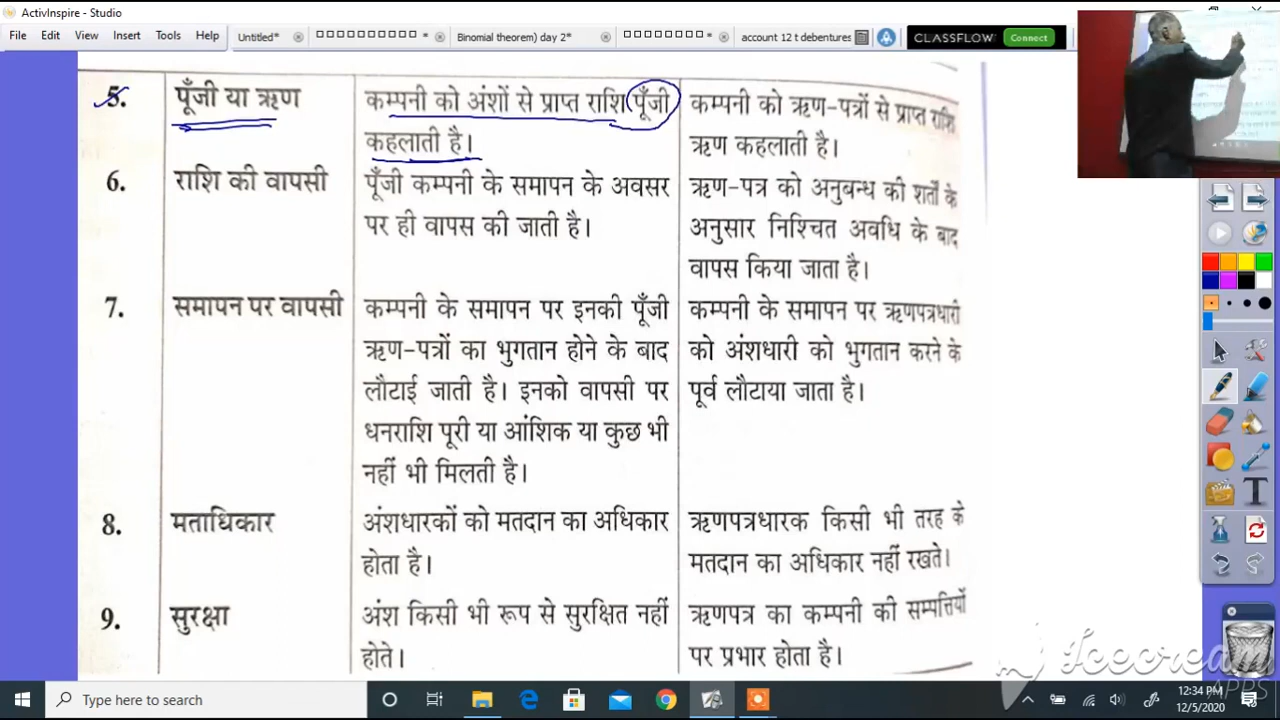 ActivInspire - Studio
File Edit View Insert Tools Help
Untitled*
Binomial theorem) day 2*
account 12 t debentures
CLASSFLOW Connect
5. पूँजी या ऋण कम्पनी को अंशों से प्राप्त राशि पूँजी कम्पनी को ऋण-पत्रों से प्राप्त राशि
कहलाती है। ऋण कहलाती है।
6. राशि की वापसी पूँजी कम्पनी के समापन के अवसर ऋण-पत्र को अनुबन्ध की शर्तों के
पर ही वापस की जाती है। अनुसार निश्चित अवधि के बाद
वापस किया जाता है।
7. समापन पर वापसी कम्पनी के समापन पर इनकी पूँजी कम्पनी के समापन पर ऋणपत्रधारी
ऋण-पत्रों का भुगतान होने के बाद को अंशधारी को भुगतान करने के
लौटाई जाती है। इनको वापसी पर पूर्व लौटाया जाता है।
धनराशि पूरी या आंशिक या कुछ भी
नहीं भी मिलती है।
8. मताधिकार अंशधारकों को मतदान का अधिकार ऋणपत्रधारक किसी भी तरह के
होता है। मतदान का अधिकार नहीं रखते।
9. सुरक्षा अंश किसी भी रूप से सुरक्षित नहीं ऋणपत्र का कम्पनी की सम्पत्तियों
होते। पर प्रभार होता है।
Icecream
APPS
Type here to search
12:34 PM
12/5/2020